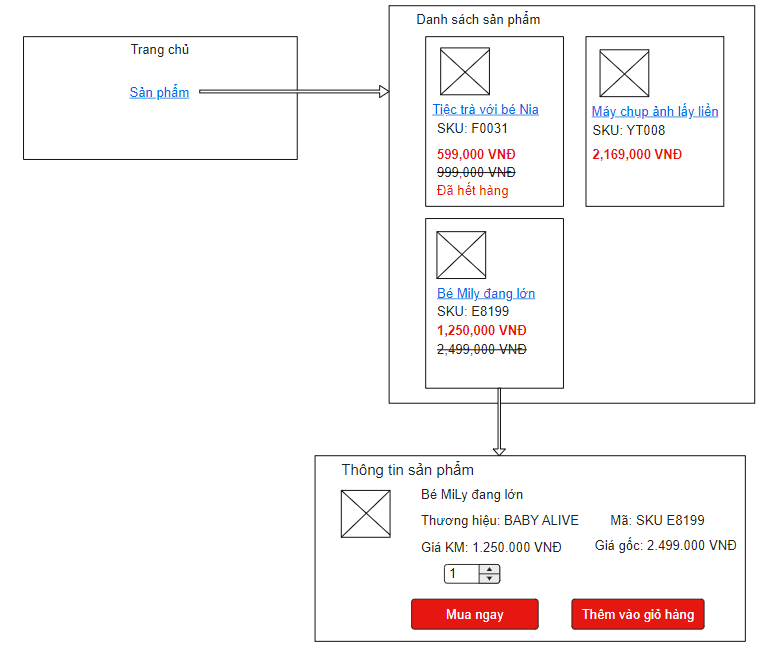 Trang chủ
Sản phẩm
Danh sách sản phẩm
Tiệc trà với bé Nia
SKU: F0031
599,000 VNĐ
999,000 VNĐ
Đã hết hàng
Máy chụp ảnh lấy liền
SKU: YT008
2,169,000 VNĐ
Bé Mily đang lớn
SKU: E8199
1,250,000 VNĐ
2,499,000 VNĐ
Thông tin sản phẩm
Bé MiLy đang lớn
Thương hiệu: BABY ALIVE Mã: SKU E8199
Giá KM: 1.250.000 VNĐ Giá gốc: 2.499.000 VNĐ
1
Mua ngay Thêm vào giỏ hàng